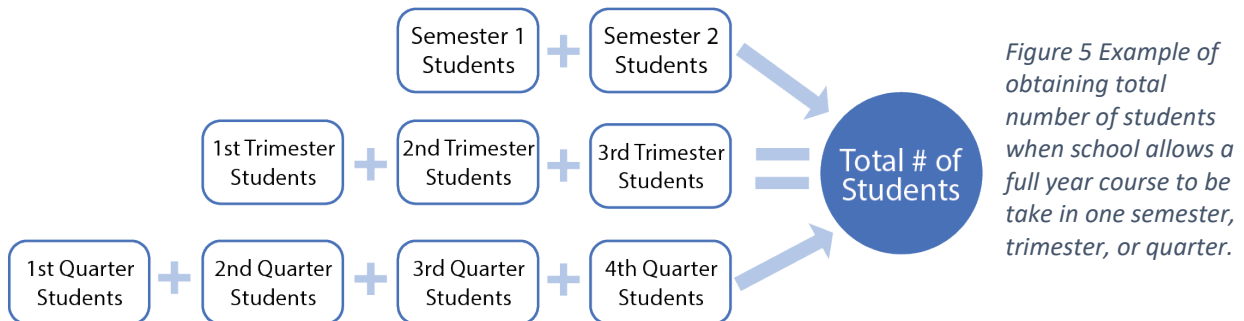 Semester 1
Students
+
Semester 2
Students
1st Trimester
Students
+
2nd Trimester
Students
+
3rd Trimester
Students
=
1st Quarter
Students
+
2nd Quarter
Students
+
3rd Quarter
Students
+
4th Quarter
Students
Total # of
Students
Figure 5 Example of
obtaining total
number of students
when school allows a
full year course to be
take in one semester,
trimester, or quarter.